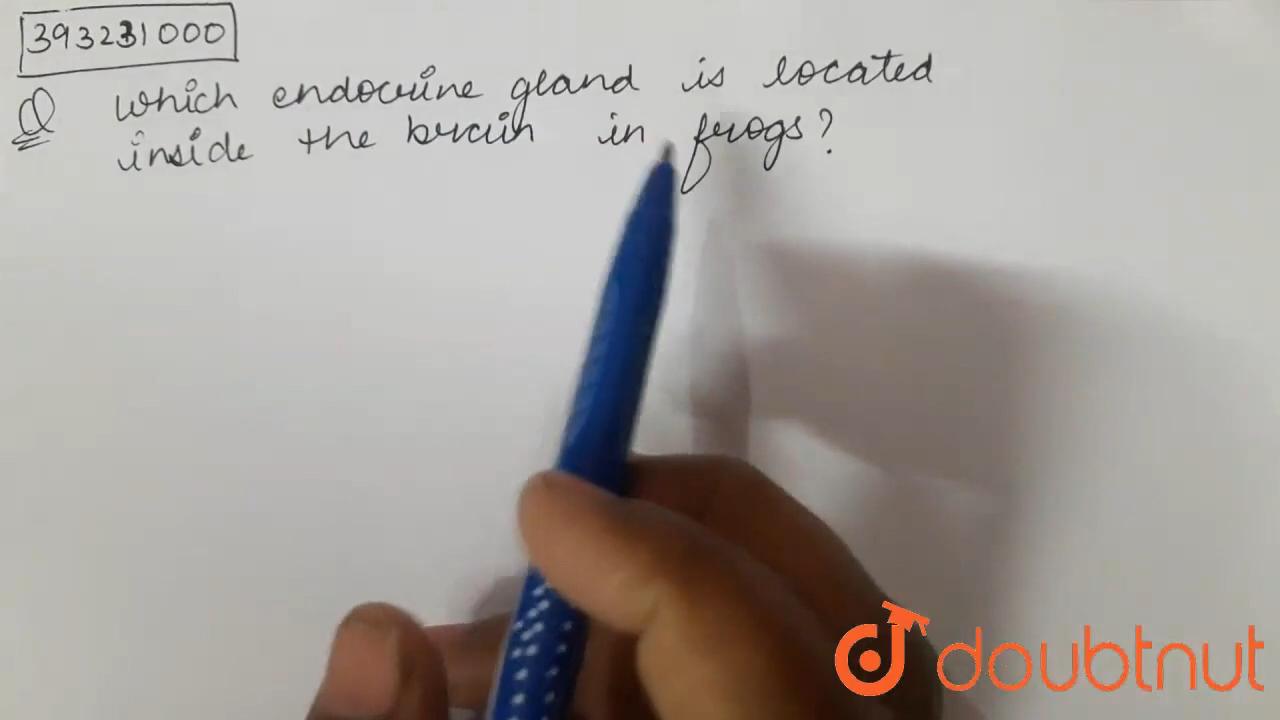 393231000
Q which endocrine gland is located
inside the brain in frogs?
doubtnut